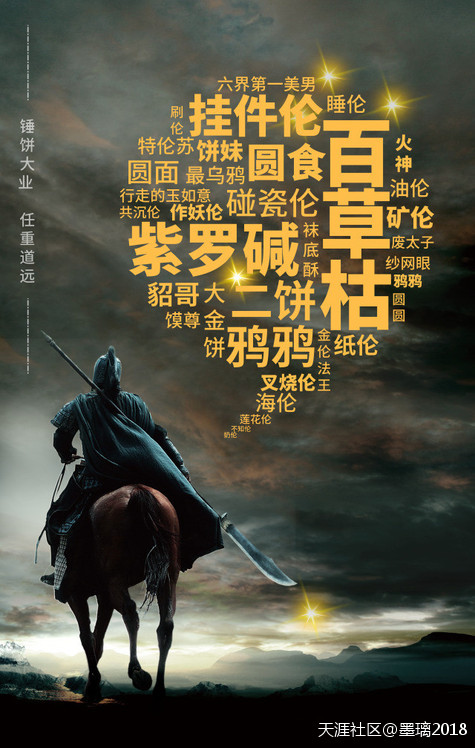 六界第一美男
刷伦
挂件伦
睡伦
特伦苏
饼妹
圆食
百草枯
火神
圆面
最乌鸦
油伦
行走的玉如意
碰瓷伦
共沉伦
作妖伦
矿伦
紫罗碱
袜底酥
废太子
纱网眼
鸦鸦
貂哥
大金饼
二饼
圆圆
馍尊
鸦鸦
金伦法王
纸伦
叉烧伦
海伦
莲花伦
不知伦
奶伦
锤饼大业 任重道远
天涯社区@墨璃2018